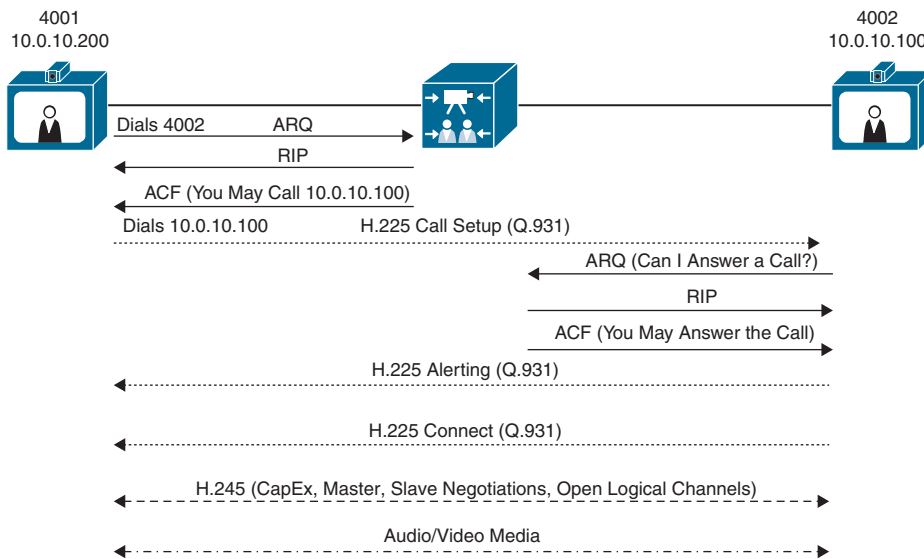 4001
10.0.10.200
4002
10.0.10.100
Dials 4002 ARQ
RIP
ACF (You May Call 10.0.10.100)
Dials 10.0.10.100 H.225 Call Setup (Q.931)
ARQ (Can I Answer a Call?)
RIP
ACF (You May Answer the Call)
H.225 Alerting (Q.931)
H.225 Connect (Q.931)
H.245 (CapEx, Master, Slave Negotiations, Open Logical Channels)
Audio/Video Media